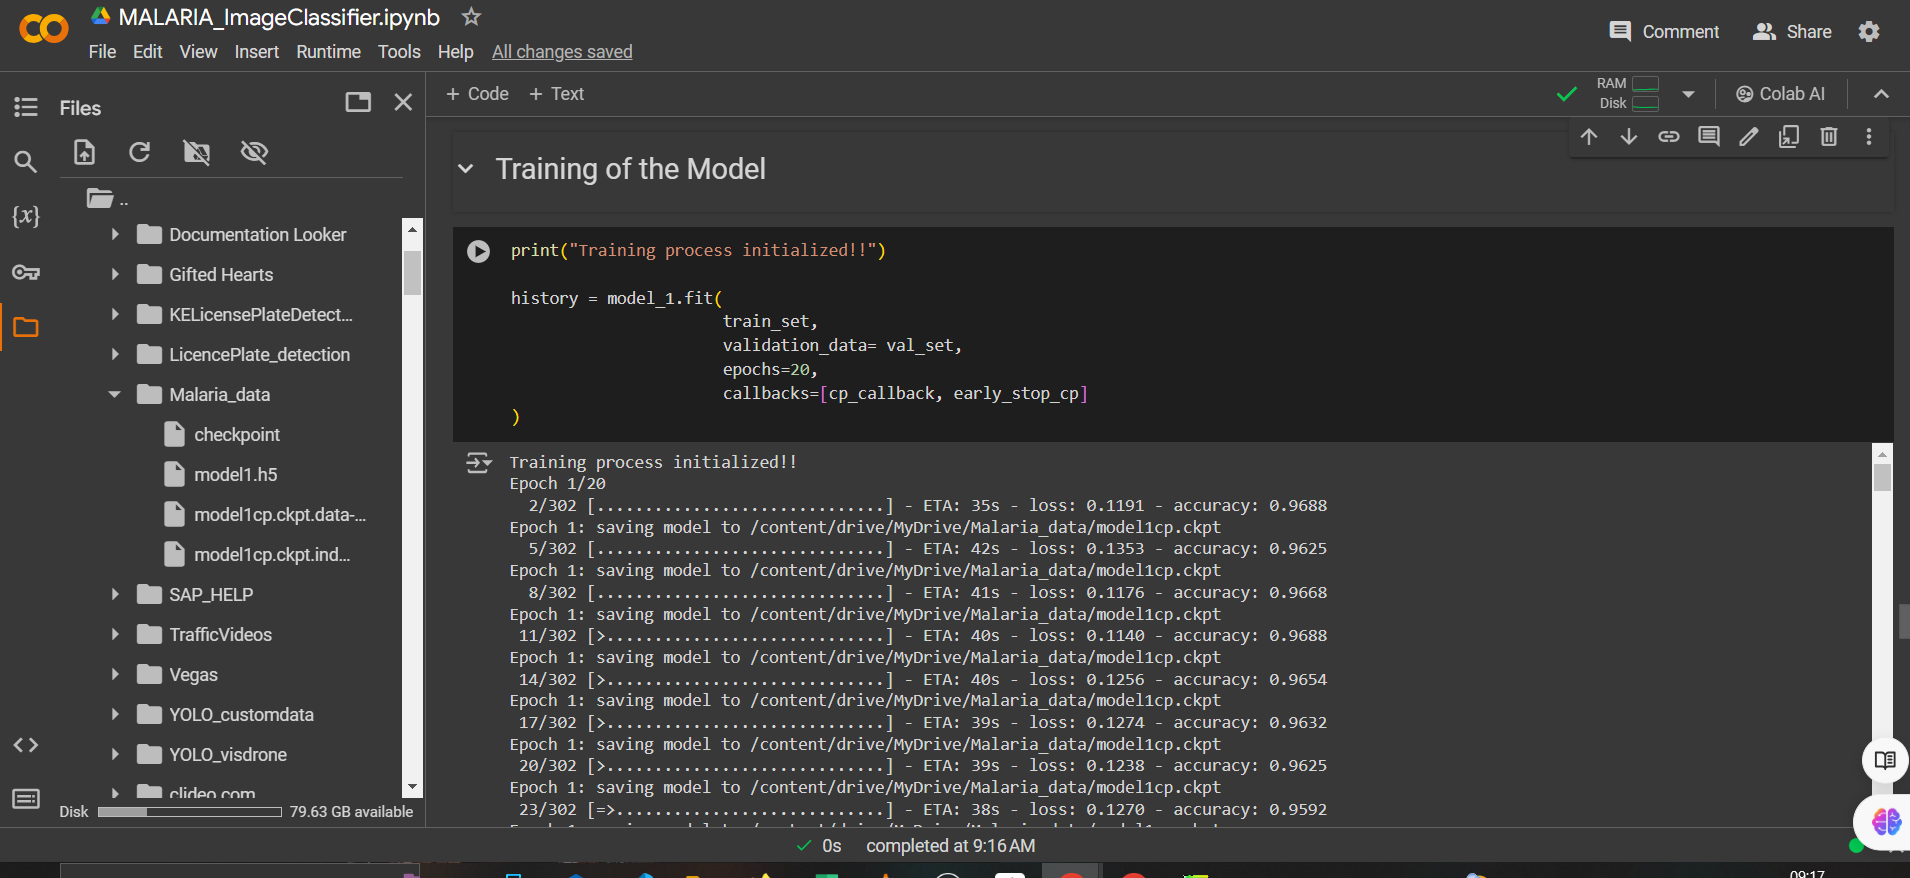 MALARIA_ImageClassifier.ipynb
Comment
Share
File Edit View Insert Runtime Tools Help All changes saved
Files
+ Code + Text
RAM
Disk
Colab AI
{x}
..
Documentation Looker
Gifted Hearts
KELicensePlateDetect...
LicencePlate_detection
Malaria_data
checkpoint
model1.h5
model1cp.ckpt.data-...
model1cp.ckpt.ind...
SAP_HELP
TrafficVideos
Vegas
YOLO_customdata
YOLO_visdrone
clideo.com
Disk 79.63 GB available
Training of the Model
print("Training process initialized!!")
history = model_1.fit(
train_set,
validation_data= val_set,
epochs=20,
callbacks=[cp_callback, early_stop_cp]
)
Training process initialized!!
Epoch 1/20
2/302 [..............................] - ETA: 35s - loss: 0.1191 - accuracy: 0.9688
Epoch 1: saving model to /content/drive/MyDrive/Malaria_data/model1cp.ckpt
5/302 [..............................] - ETA: 42s - loss: 0.1353 - accuracy: 0.9625
Epoch 1: saving model to /content/drive/MyDrive/Malaria_data/model1cp.ckpt
8/302 [..............................] - ETA: 41s - loss: 0.1176 - accuracy: 0.9668
Epoch 1: saving model to /content/drive/MyDrive/Malaria_data/model1cp.ckpt
11/302 [>.............................] - ETA: 40s - loss: 0.1140 - accuracy: 0.9688
Epoch 1: saving model to /content/drive/MyDrive/Malaria_data/model1cp.ckpt
14/302 [>.............................] - ETA: 40s - loss: 0.1256 - accuracy: 0.9654
Epoch 1: saving model to /content/drive/MyDrive/Malaria_data/model1cp.ckpt
17/302 [>.............................] - ETA: 39s - loss: 0.1274 - accuracy: 0.9632
Epoch 1: saving model to /content/drive/MyDrive/Malaria_data/model1cp.ckpt
20/302 [>.............................] - ETA: 39s - loss: 0.1238 - accuracy: 0.9625
Epoch 1: saving model to /content/drive/MyDrive/Malaria_data/model1cp.ckpt
23/302 [=>............................] - ETA: 38s - loss: 0.1270 - accuracy: 0.9592
0s completed at 9:16 AM
09:17